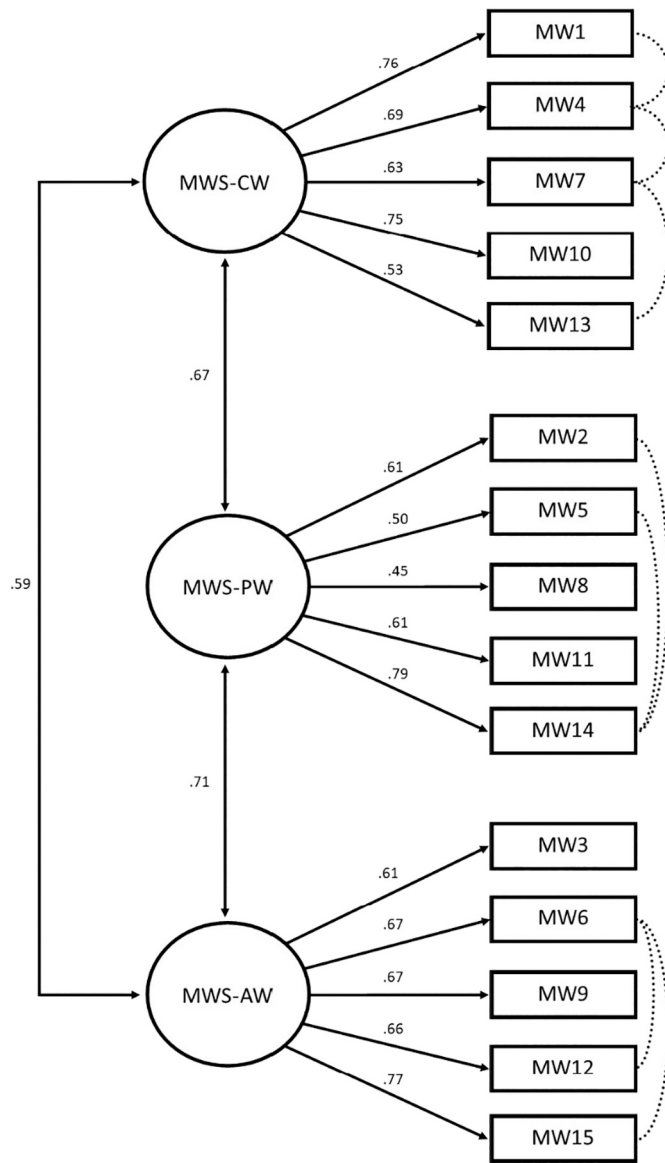 MW1
.76
MW4
.69
MWS-CW
.63
MW7
.75
MW10
.53
MW13
.67
MW2
.61
MW5
.50
.59
MWS-PW
.45
MW8
.61
MW11
.79
MW14
.71
MW3
.61
MW6
.67
MWS-AW
.67
MW9
.66
MW12
.77
MW15